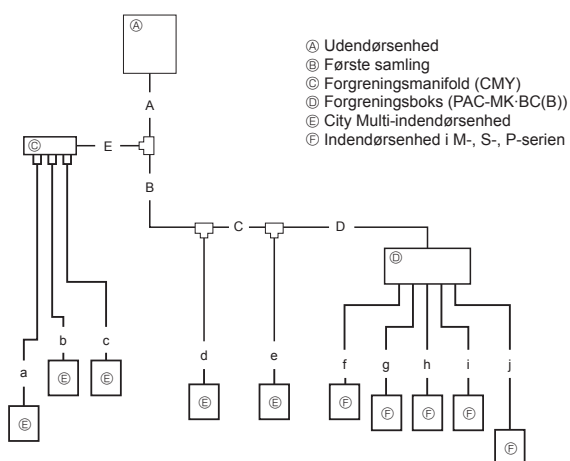 Ⓐ
Ⓐ Udendørsenhed
Ⓑ Første samling
Ⓒ Forgreningsmanifold (CMY)
Ⓓ Forgreningsboks (PAC-MK·BC(B))
Ⓔ City Multi-indendørsenhed
Ⓕ Indendørsenhed i M-, S-, P-serien
A
Ⓒ
E
B
C
D
Ⓓ
a
b
c
d
e
f
g
h
i
j
Ⓔ
Ⓔ
Ⓔ
Ⓔ
Ⓔ
Ⓕ
Ⓕ
Ⓕ
Ⓕ
Ⓕ